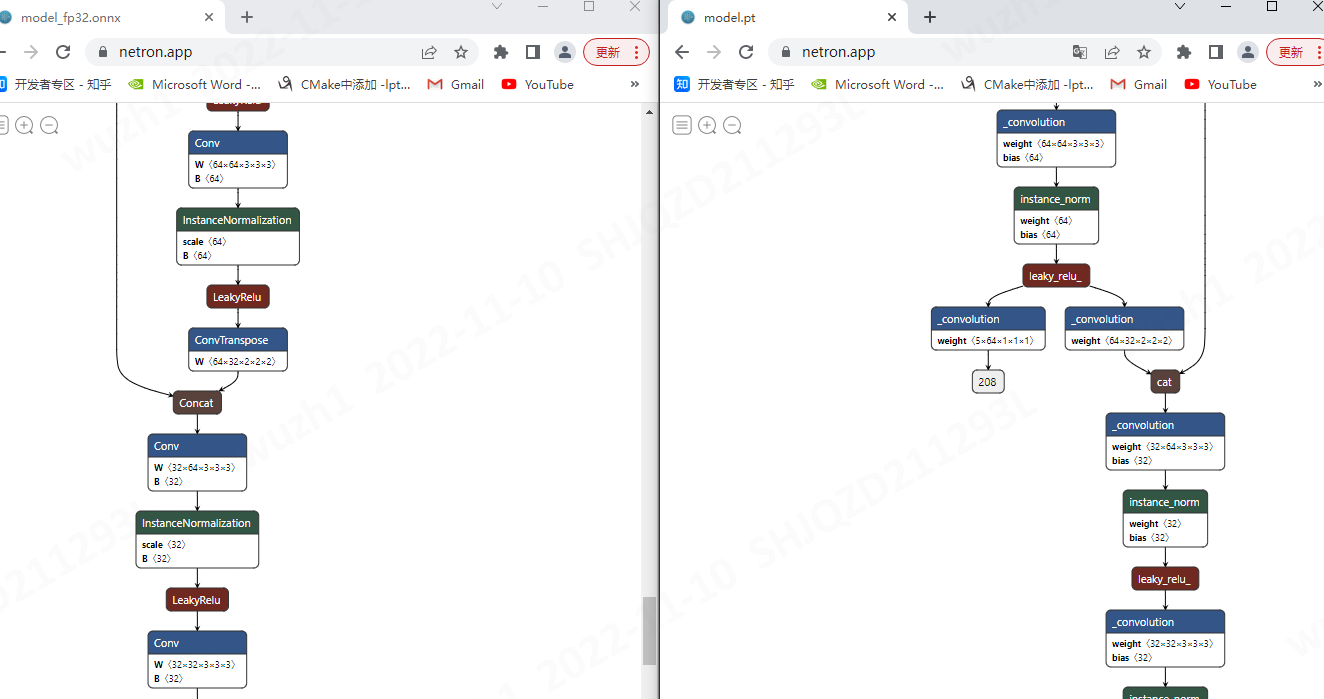 model_fp32.onnx
netron.app
更新
开发者专区 - 知乎
Microsoft Word -...
CMake中添加 -lpt...
Gmail
YouTube
»
LeakyRelu
Conv
W ⟨64×64×3×3×3⟩
B ⟨64⟩
InstanceNormalization
scale ⟨64⟩
B ⟨64⟩
LeakyRelu
ConvTranspose
W ⟨64×32×2×2×2⟩
Concat
Conv
W ⟨32×64×3×3×3⟩
B ⟨32⟩
InstanceNormalization
scale ⟨32⟩
B ⟨32⟩
LeakyRelu
Conv
W ⟨32×32×3×3×3⟩
B ⟨32⟩
model.pt
netron.app
更新
知 开发者专区 - 知乎
Microsoft Word -...
CMake中添加 -lpt...
Gmail
YouTube
»
_convolution
weight ⟨64×64×3×3×3⟩
bias ⟨64⟩
instance_norm
weight ⟨64⟩
bias ⟨64⟩
leaky_relu_
_convolution
weight ⟨5×64×1×1×1⟩
208
_convolution
weight ⟨64×32×2×2×2⟩
cat
_convolution
weight ⟨32×64×3×3×3⟩
bias ⟨32⟩
instance_norm
weight ⟨32⟩
bias ⟨32⟩
leaky_relu_
_convolution
weight ⟨32×32×3×3×3⟩
bias ⟨32⟩
instance_norm
wuzh1 2022-11-10 SHJQZD211293L